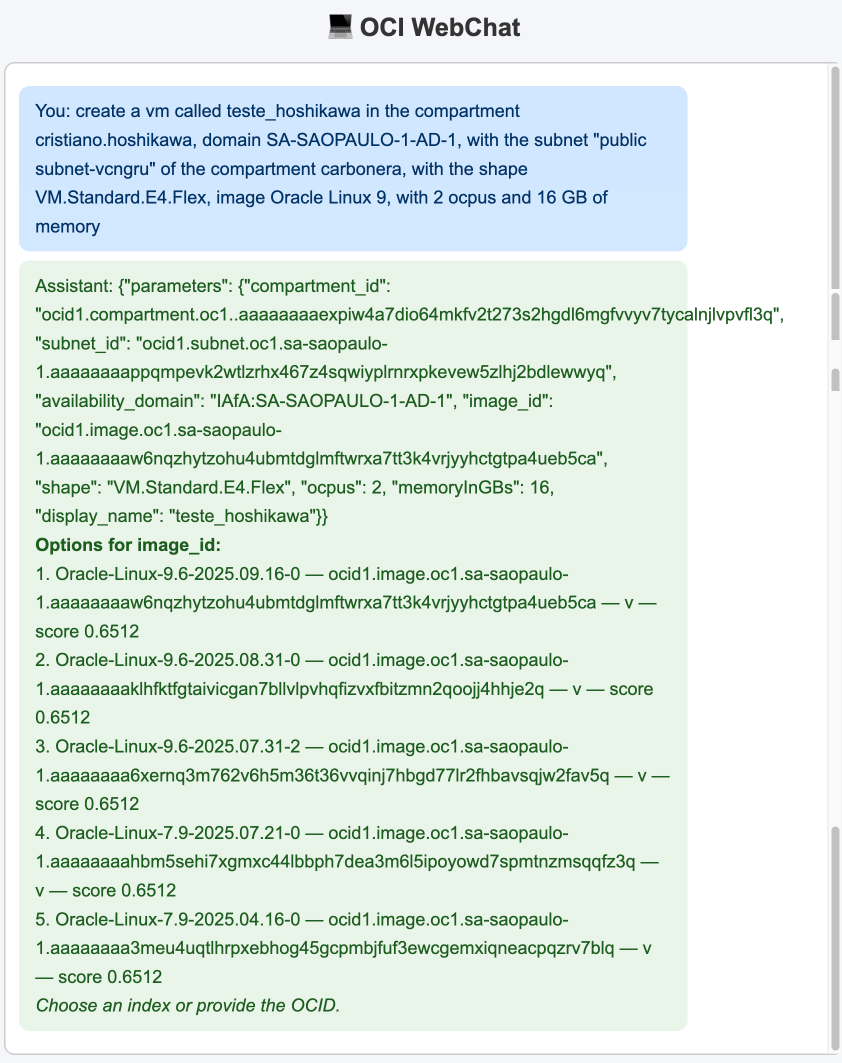 💻 OCI WebChat
You: create a vm called teste_hoshikawa in the compartment
cristiano.hoshikawa, domain SA-SAOPAULO-1-AD-1, with the subnet "public
subnet-vcngru" of the compartment carbonera, with the shape
VM.Standard.E4.Flex, image Oracle Linux 9, with 2 ocpus and 16 GB of
memory
Assistant: {"parameters": {"compartment_id":
"ocid1.compartment.oc1..aaaaaaaaexpiw4a7dio64mkfv2t273s2hgdl6mgfvvyv7tycalnjlvpvfl3q",
"subnet_id": "ocid1.subnet.oc1.sa-saopaulo-
1.aaaaaaaappqmpevk2wtlzrhx467z4sqwiyplrnrxpkevew5zlhj2bdlewwyq",
"availability_domain": "IAfA:SA-SAOPAULO-1-AD-1", "image_id":
"ocid1.image.oc1.sa-saopaulo-
1.aaaaaaaaw6nqzhytzohu4ubmtdglmftwrxa7tt3k4vrjyyhctgtpa4ueb5ca",
"shape": "VM.Standard.E4.Flex", "ocpus": 2, "memoryInGBs": 16,
"display_name": "teste_hoshikawa"}}
Options for image_id:
1. Oracle-Linux-9.6-2025.09.16-0 — ocid1.image.oc1.sa-saopaulo-
1.aaaaaaaaw6nqzhytzohu4ubmtdglmftwrxa7tt3k4vrjyyhctgtpa4ueb5ca — v —
score 0.6512
2. Oracle-Linux-9.6-2025.08.31-0 — ocid1.image.oc1.sa-saopaulo-
1.aaaaaaaaklhfktfgtaivicgan7bllvlpvhqfizvxfbitzmn2qoojj4hhje2q — v — score
0.6512
3. Oracle-Linux-9.6-2025.07.31-2 — ocid1.image.oc1.sa-saopaulo-
1.aaaaaaaa6xernq3m762v6h5m36t36vvqinj7hbgd77lr2fhbavsqjw2fav5q — v —
score 0.6512
4. Oracle-Linux-7.9-2025.07.21-0 — ocid1.image.oc1.sa-saopaulo-
1.aaaaaaaahbm5sehi7xgmxc44lbbph7dea3m6l5ipoyowd7spmtnzmsqqfz3q —
v — score 0.6512
5. Oracle-Linux-7.9-2025.04.16-0 — ocid1.image.oc1.sa-saopaulo-
1.aaaaaaaa3meu4uqtlhrpxebhog45gcpmbjfuf3ewcgemxiqneacpqzrv7blq — v
— score 0.6512
Choose an index or provide the OCID.